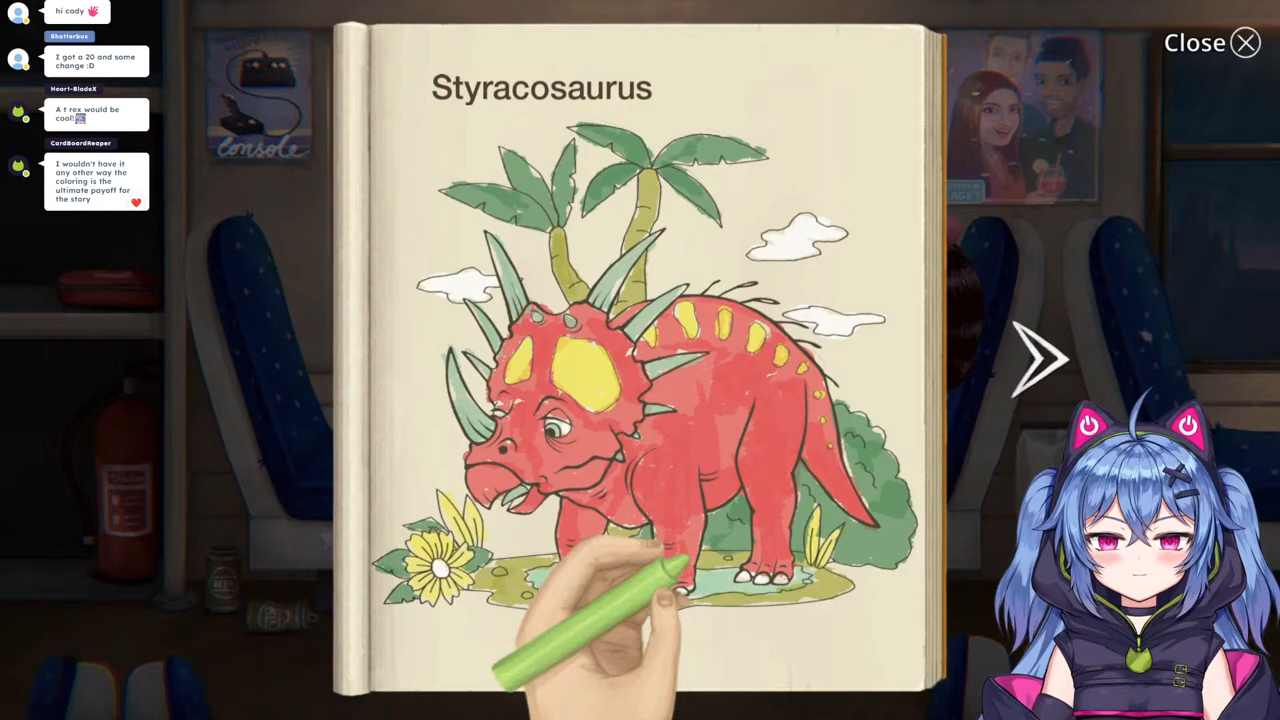 hi cody
Shatterbox
I got a 20 and some
change :D
Heart-BladeX
A t rex would be
cool!
CardBoardReaper
I wouldn't have it
any other way the
coloring is the
ultimate payoff for
the story
Styracosaurus
Close
console